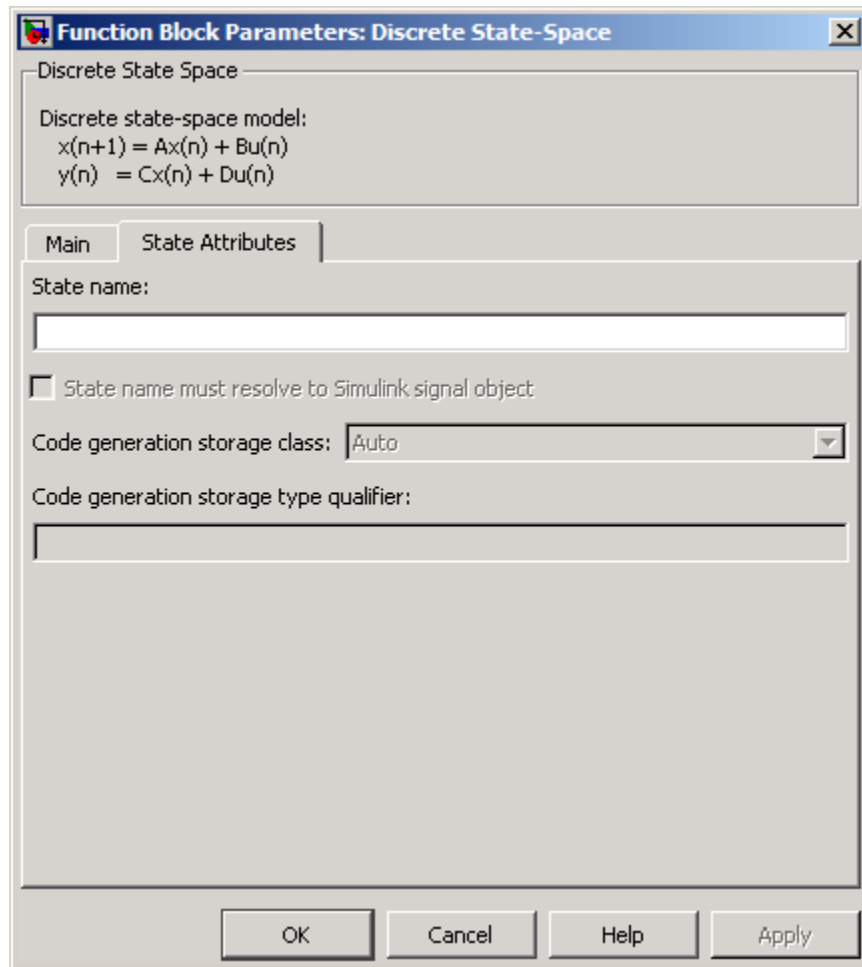 Function Block Parameters: Discrete State-Space
Discrete State Space
Discrete state-space model:
x(n+1) = Ax(n) + Bu(n)
y(n) = Cx(n) + Du(n)
Main State Attributes
State name:
State name must resolve to Simulink signal object
Code generation storage class: Auto
Code generation storage type qualifier:
OK Cancel Help Apply